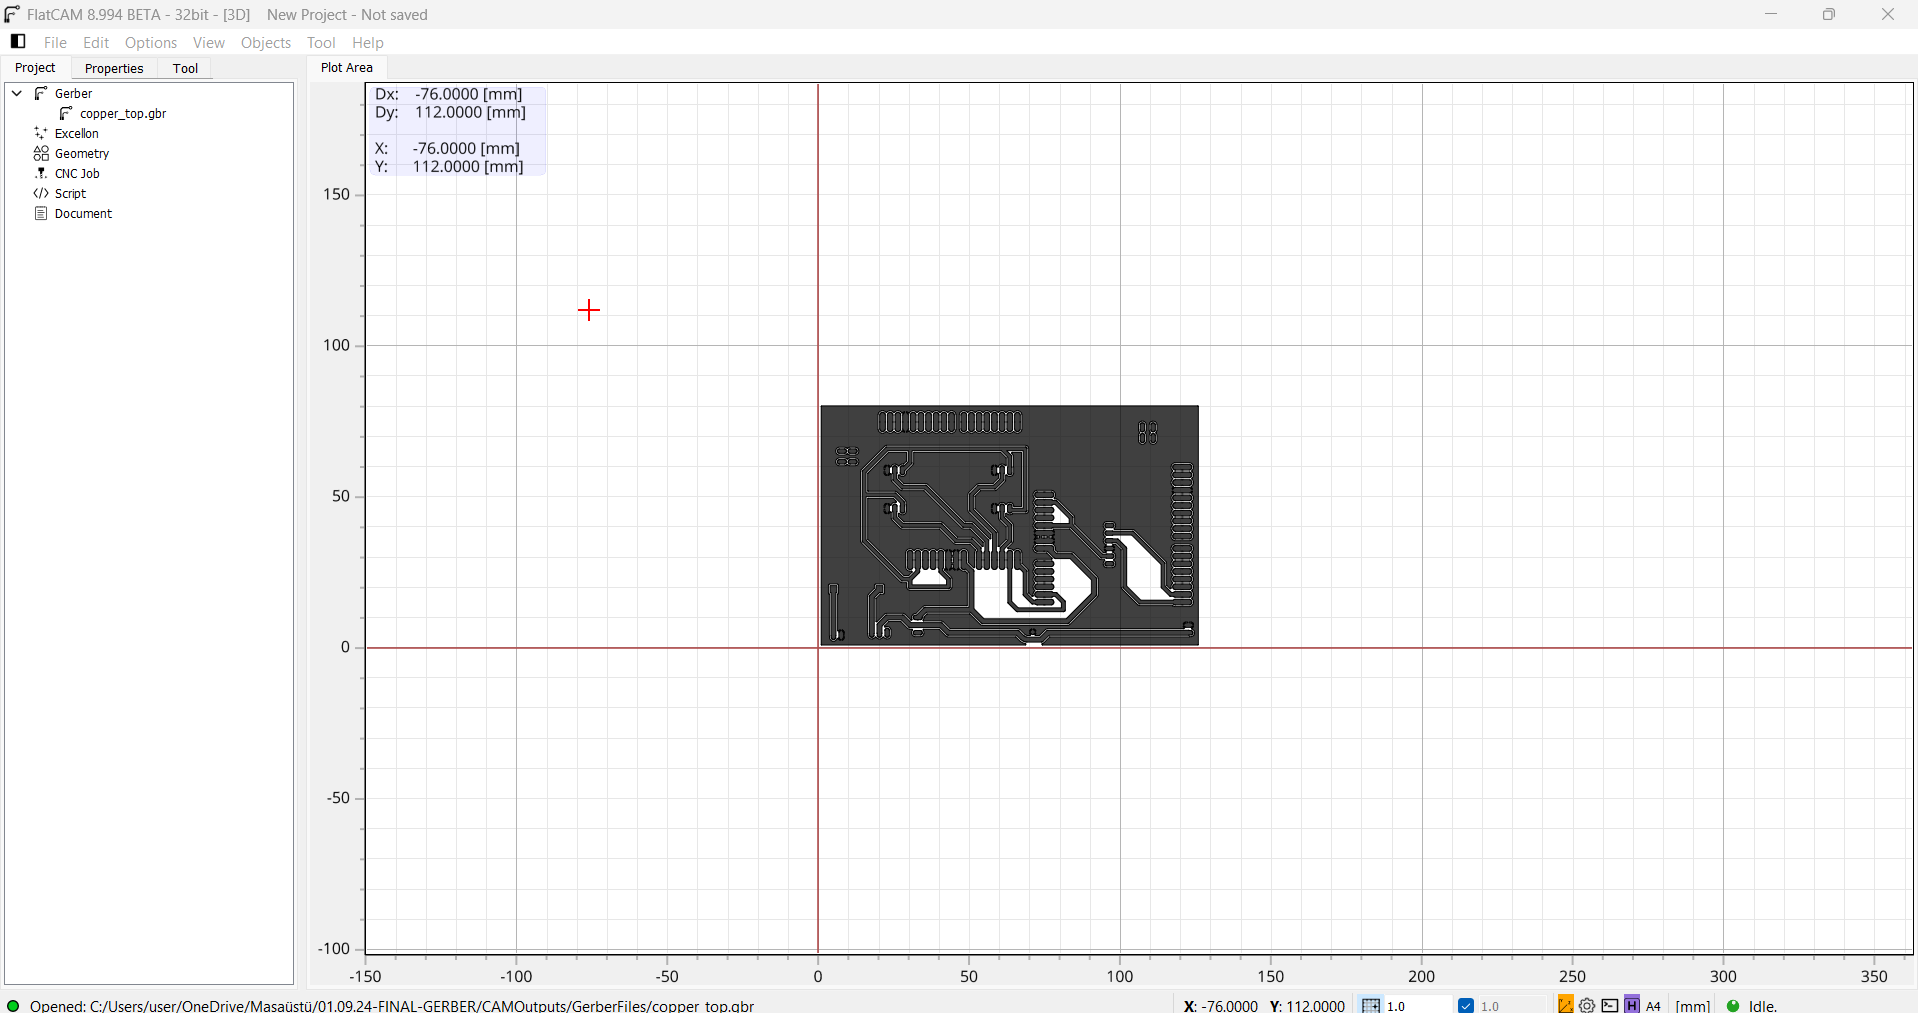 FlatCAM 8.994 BETA - 32bit - [3D]    New Project - Not saved
File Edit Options View Objects Tool Help
Project Properties Tool
Plot Area
Gerber
copper_top.gbr
Excellon
Geometry
CNC Job
Script
Document
Dx: -76.0000 [mm]
Dy: 112.0000 [mm]
X: -76.0000 [mm]
Y: 112.0000 [mm]
150
100
50
0
-50
-100
-150 -100 -50 0 50 100 150 200 250 300 350
Opened: C:/Users/user/OneDrive/Masaüstü/01.09.24-FINAL-GERBER/CAMOutputs/GerberFiles/copper_top.gbr
X: -76.0000 Y: 112.0000 1.0 1.0 H A4 [mm] Idle.